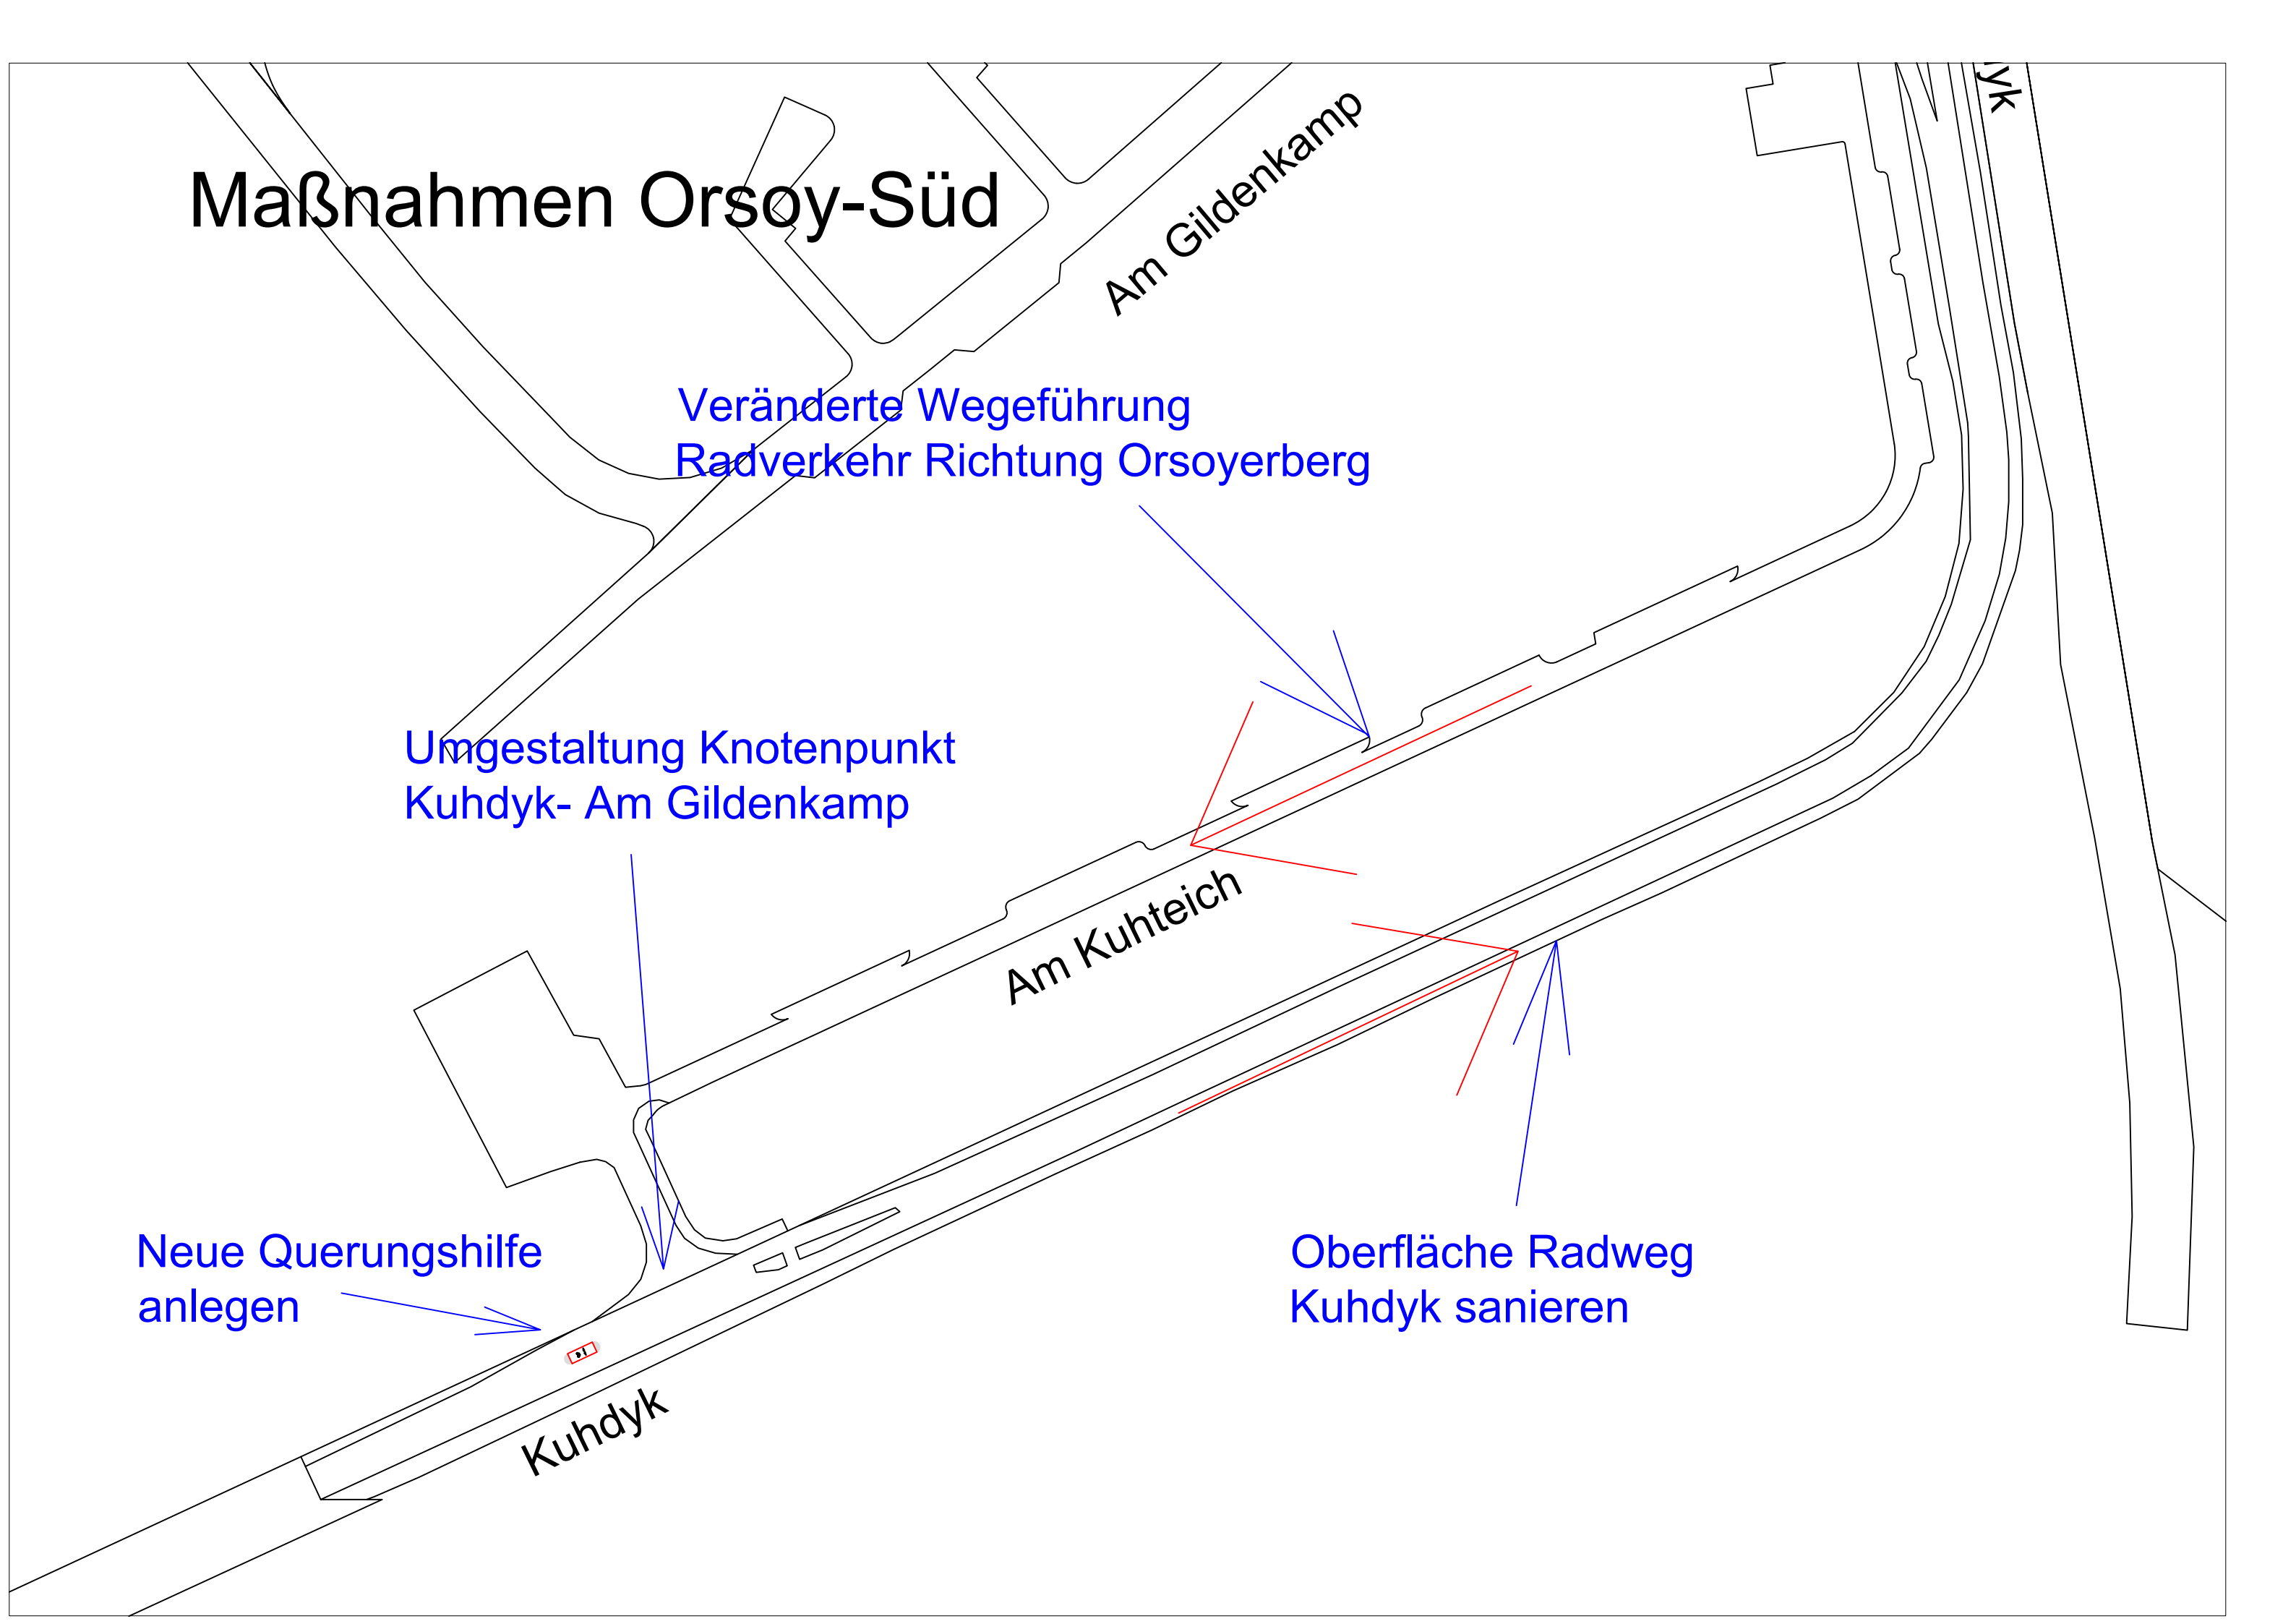 yk
Am Gildenkamp
Maßnahmen Orsoy-Süd
Veränderte Wegeführung
Radverkehr Richtung Orsoyerberg
Umgestaltung Knotenpunkt
Kuhdyk- Am Gildenkamp
Am Kuhteich
Neue Querungshilfe
anlegen
Oberfläche Radweg
Kuhdyk sanieren
Kuhdyk